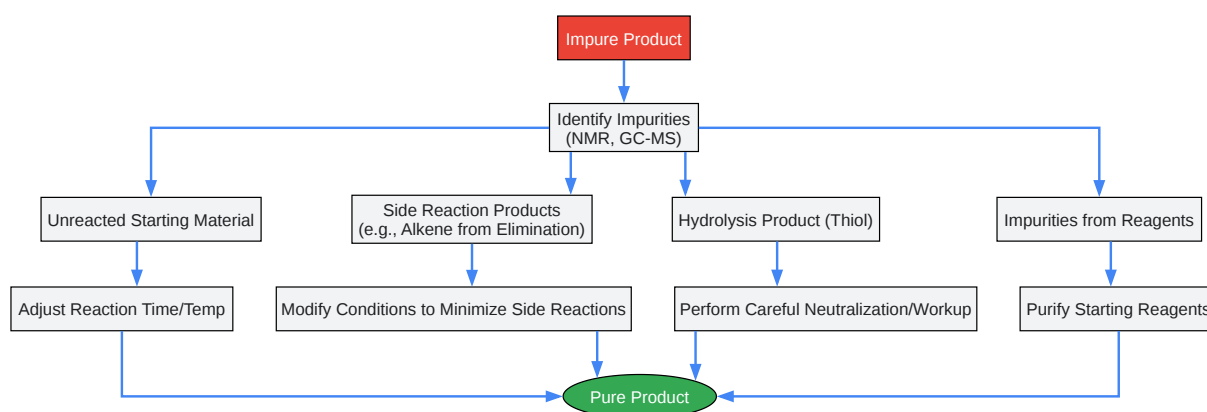 Impure Product
Identify Impurities
(NMR, GC-MS)
Unreacted Starting Material
Side Reaction Products
(e.g., Alkene from Elimination)
Hydrolysis Product (Thiol)
Impurities from Reagents
Adjust Reaction Time/Temp
Modify Conditions to Minimize Side Reactions
Perform Careful Neutralization/Workup
Purify Starting Reagents
Pure Product